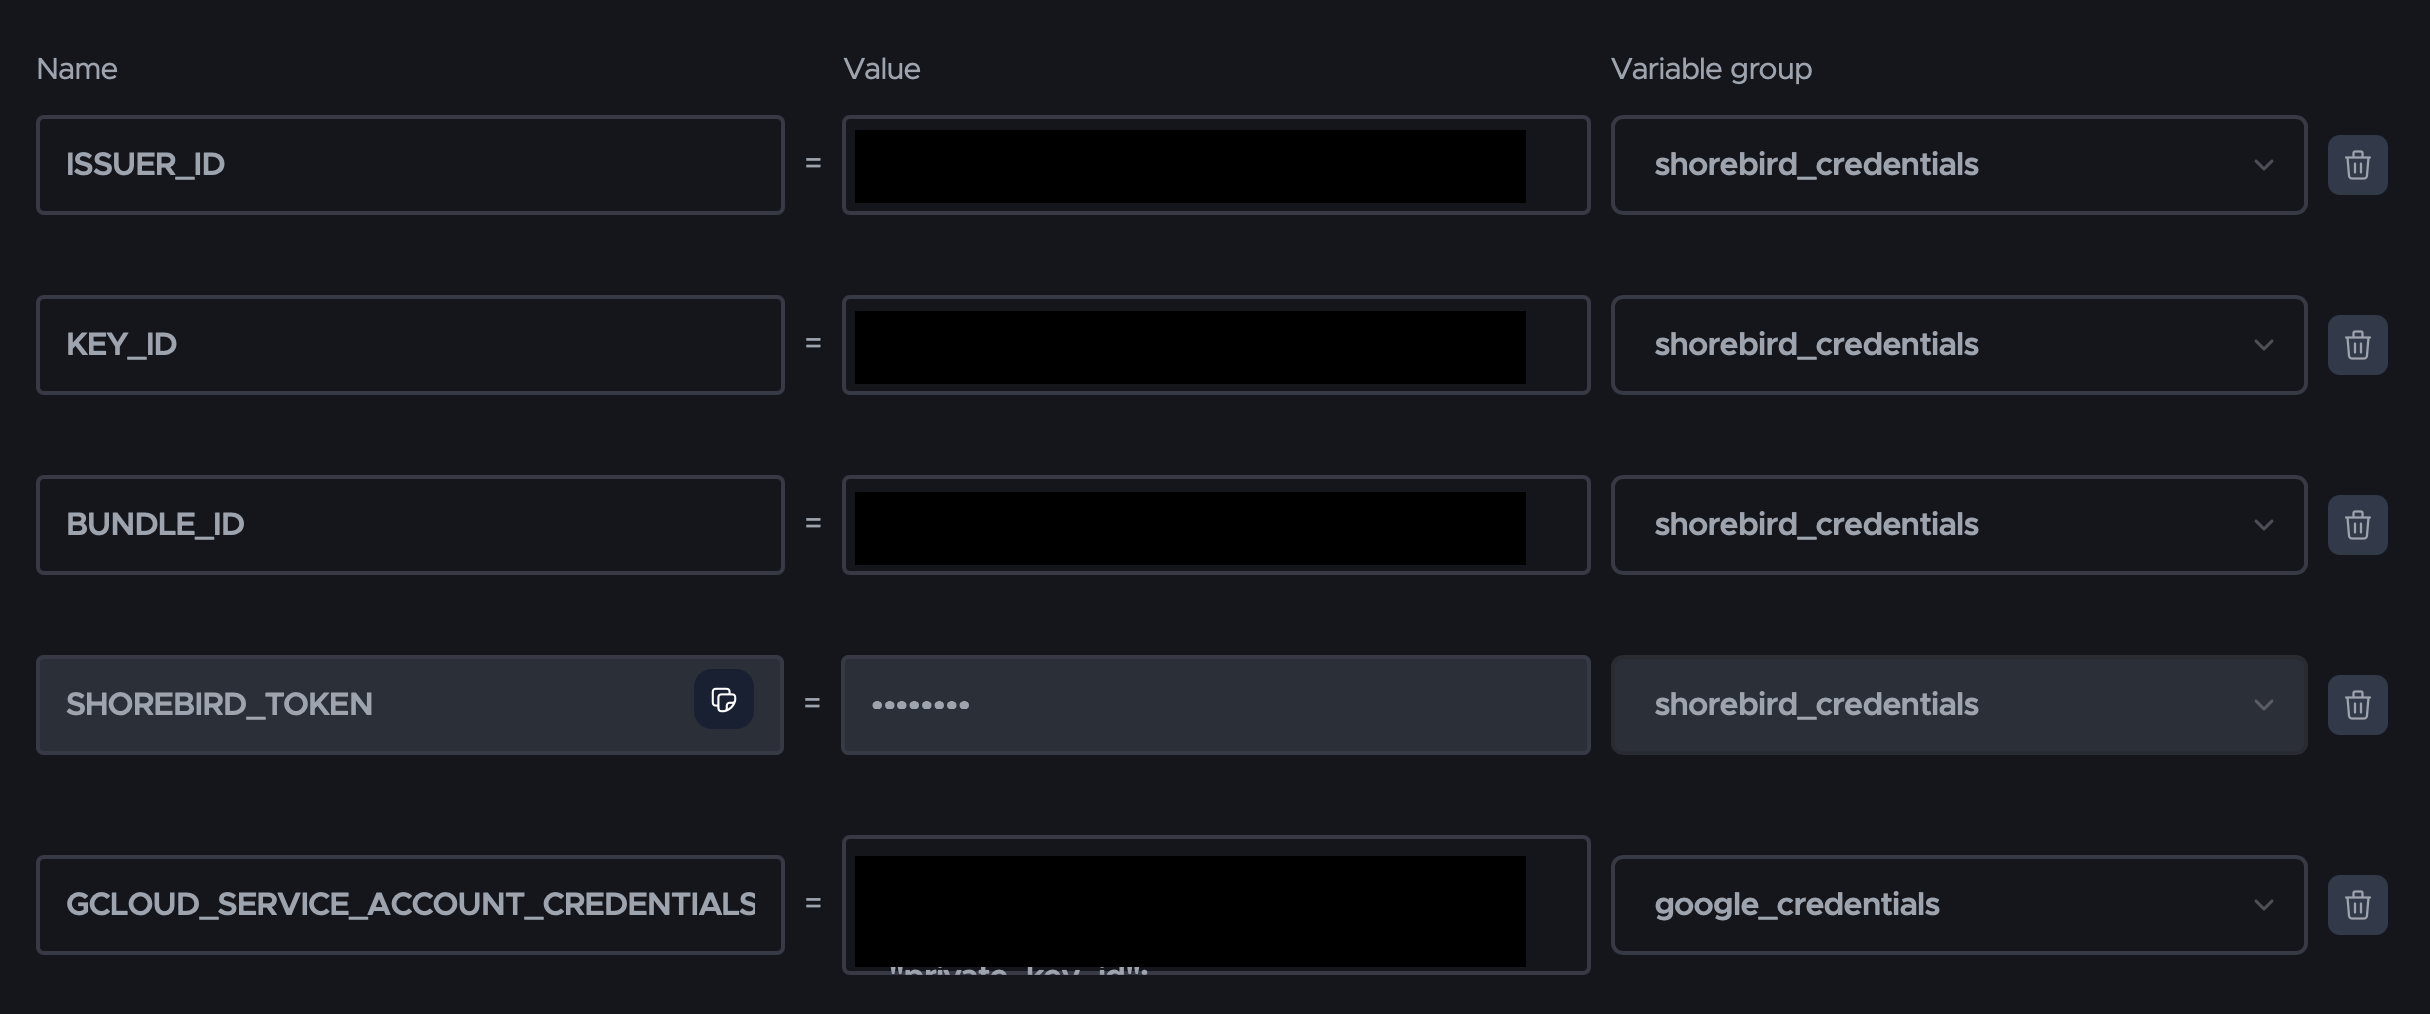 Name Value Variable group
ISSUER_ID = shorebird_credentials
KEY_ID = shorebird_credentials
BUNDLE_ID = shorebird_credentials
SHOREBIRD_TOKEN = •••••••• shorebird_credentials
GCLOUD_SERVICE_ACCOUNT_CREDENTIALS = google_credentials
"private_key_id":